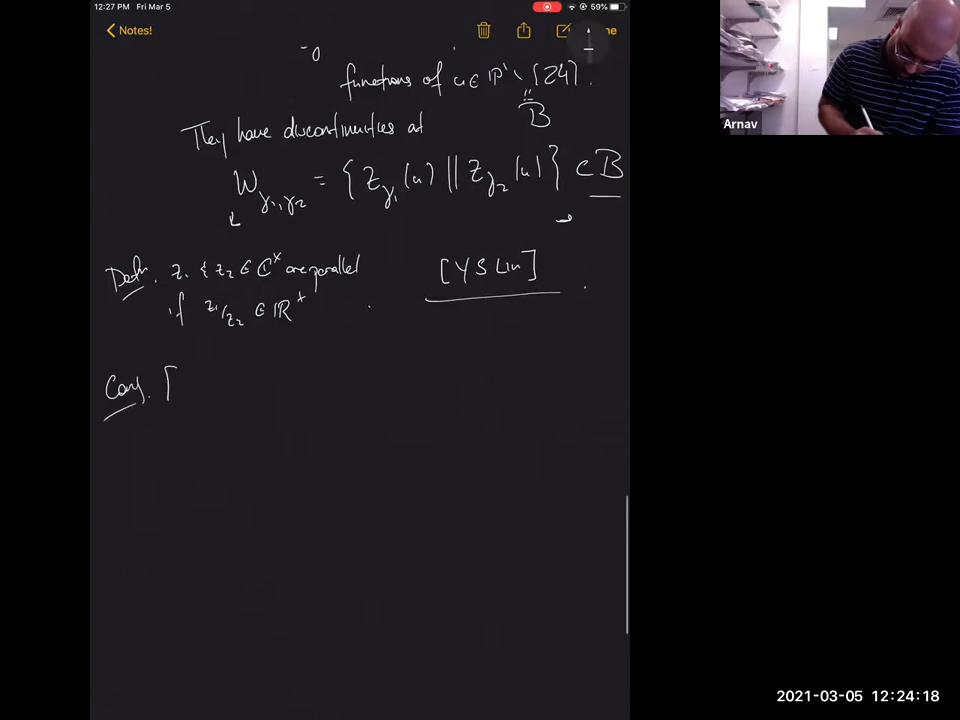 12:27 PM Fri Mar 5
59%
Notes!
functions of u ∈ ℙ¹ \ {24}.
B
They have discontinuities at
W_{γ₁,γ₂} = { Z_{γ₁}(u) || Z_{γ₂}(u) } ⊂ B
Defn. z₁ & z₂ ∈ ℂ^× are parallel
if z₁/z₂ ∈ ℝ⁺
[YS Lin]
Conj. [
Arnav
2021-03-05 12:24:18